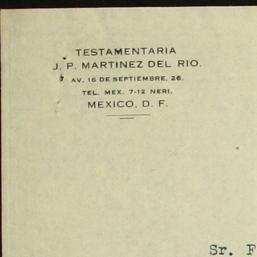 TESTAMENTARIA
J. P. MARTINEZ DEL RIO.
AV. 16 DE SEPTIEMBRE, 26.
TEL. MEX. 7-12 NERI,
MEXICO, D. F.
Sr. F